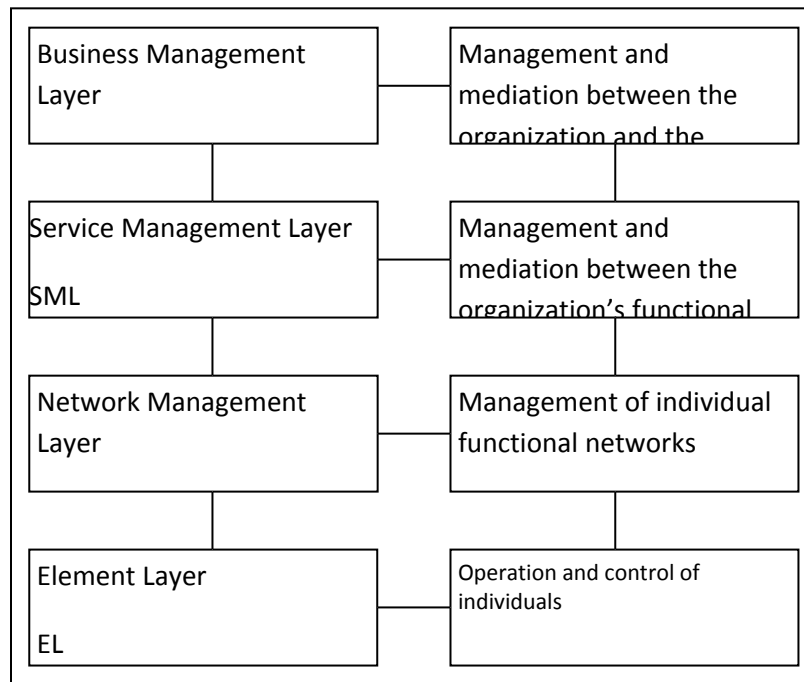 Business Management
Layer
Management and
mediation between the
organization and the
Service Management Layer
SML
Management and
mediation between the
organization's functional
Network Management
Layer
Management of individual
functional networks
Element Layer
EL
Operation and control of
individuals